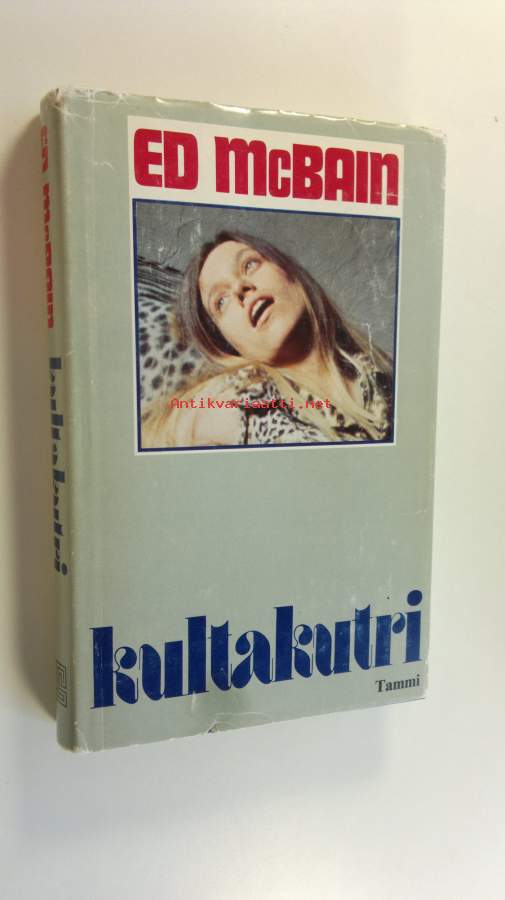 ED McBAIN
Antikvariaatti.net
kultakutri
Tammi
ED McBAIN kultakutri